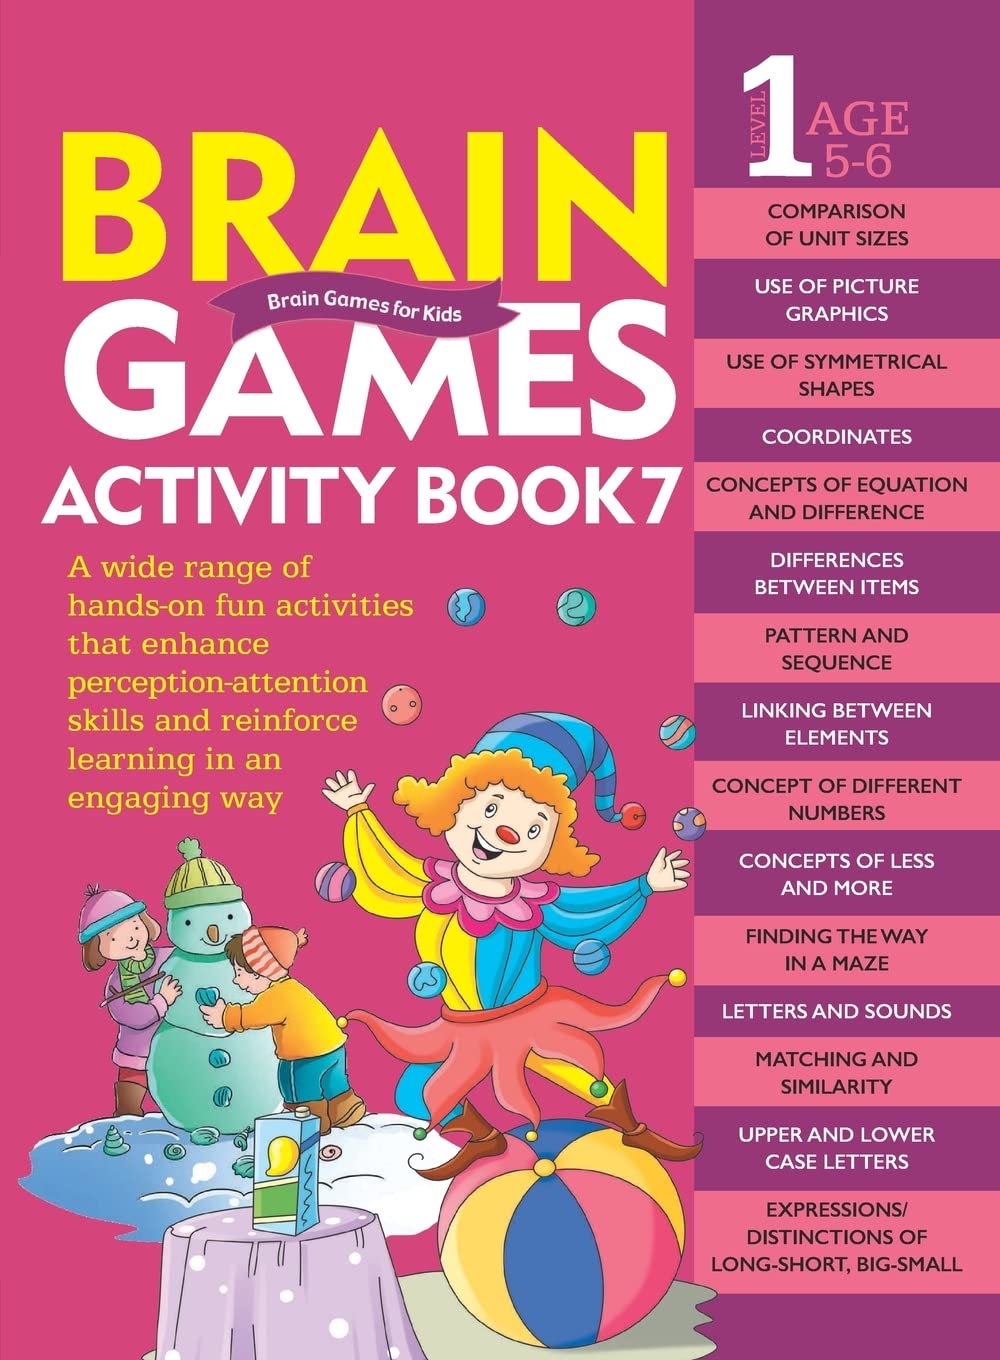 BRAIN
Brain Games for Kids
GAMES
ACTIVITY BOOK 7
A wide range of
hands-on fun activities
that enhance
perception-attention
skills and reinforce
learning in an
engaging way
LEVEL 1
AGE
5-6
COMPARISON
OF UNIT SIZES
USE OF PICTURE
GRAPHICS
USE OF SYMMETRICAL
SHAPES
COORDINATES
CONCEPTS OF EQUATION
AND DIFFERENCE
DIFFERENCES
BETWEEN ITEMS
PATTERN AND
SEQUENCE
LINKING BETWEEN
ELEMENTS
CONCEPT OF DIFFERENT
NUMBERS
CONCEPTS OF LESS
AND MORE
FINDING THE WAY
IN A MAZE
LETTERS AND SOUNDS
MATCHING AND
SIMILARITY
UPPER AND LOWER
CASE LETTERS
EXPRESSIONS/
DISTINCTIONS OF
LONG-SHORT, BIG-SMALL